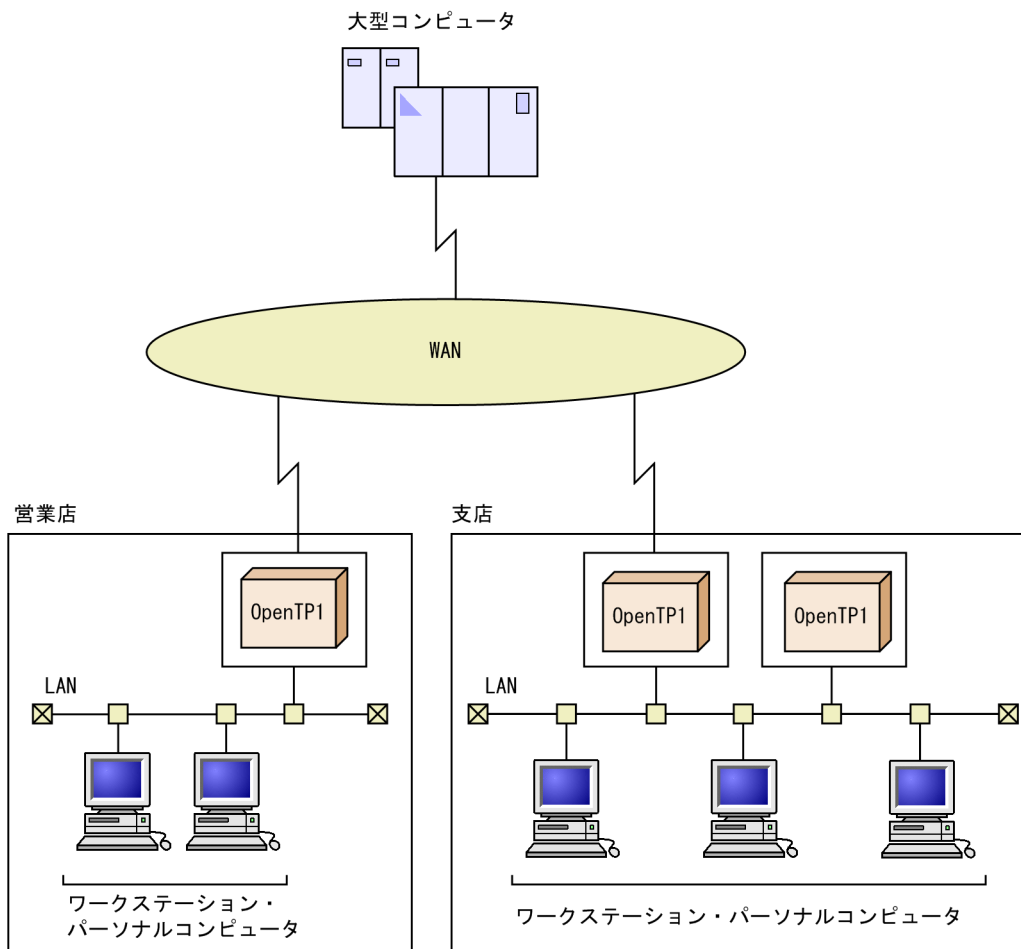 大型コンピュータ
WAN
営業店
支店
OpenTP1
OpenTP1
OpenTP1
LAN
LAN
ワークステーション・
パーソナルコンピュータ
ワークステーション・パーソナルコンピュータ